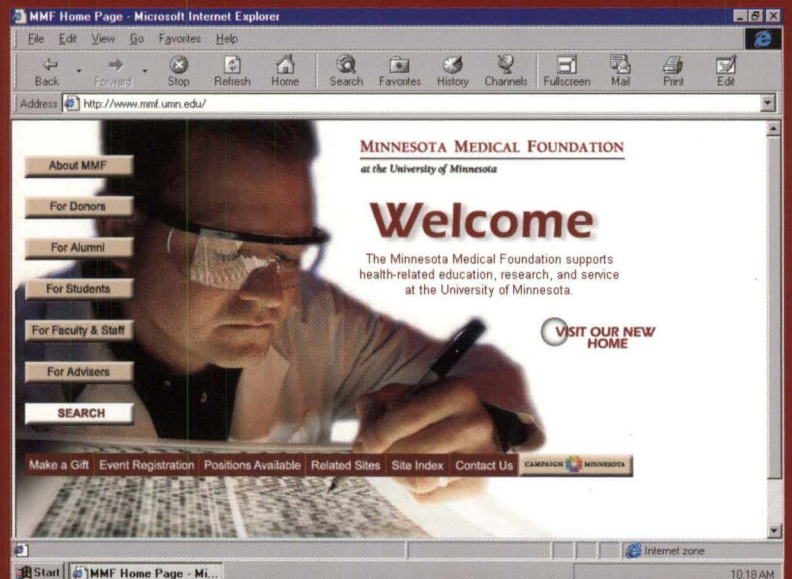 MMF Home Page - Microsoft Internet Explorer
File Edit View Go Favorites Help
Back Forward Stop Refresh Home Search Favorites History Channels Fullscreen Mail Print Edit
Address http://www.mmf.umn.edu/
MINNESOTA MEDICAL FOUNDATION
at the University of Minnesota
About MMF
For Donors
For Alumni
For Students
For Faculty & Staff
For Advisers
SEARCH
Welcome
The Minnesota Medical Foundation supports
health-related education, research, and service
at the University of Minnesota.
VISIT OUR NEW
HOME
Make a Gift Event Registration Positions Available Related Sites Site Index Contact Us CAMPAIGN MINNESOTA
Internet zone
Start MMF Home Page - Mi... 10:18 AM